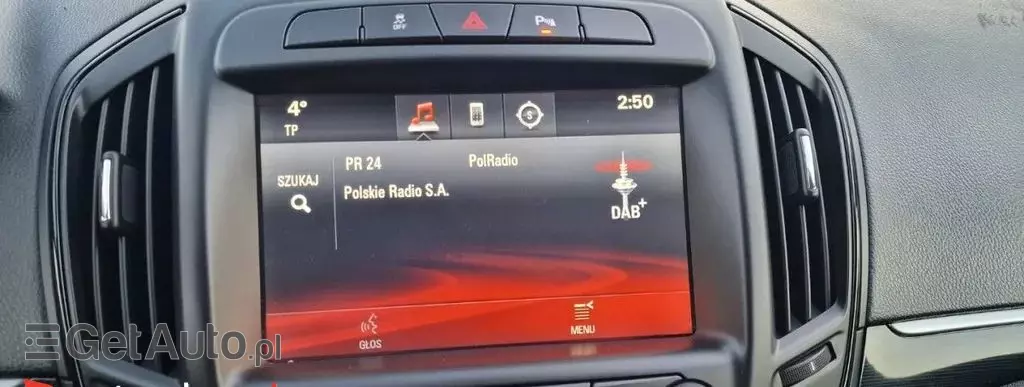 OFF
P
4°
S
2:50
TP
PR 24
PolRadio
SZUKAJ
Polskie Radio S.A.
DAB+
GŁOS
MENU
GetAuto.pl